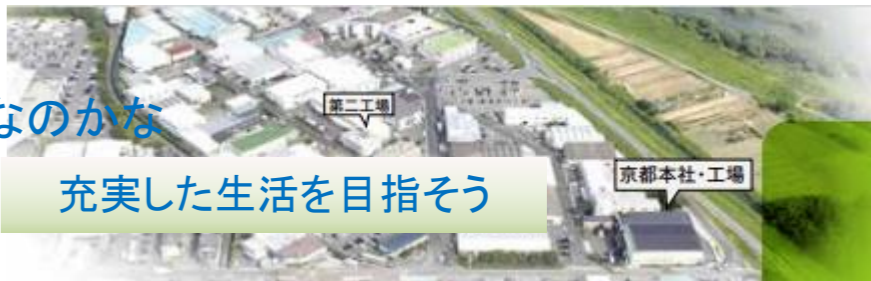 第二工場
なのかな
京都本社・工場
充実した生活を目指そう